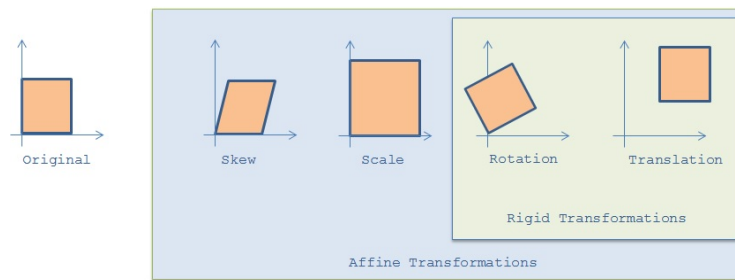 Original
Skew
Scale
Rotation
Translation
Rigid Transformations
Affine Transformations